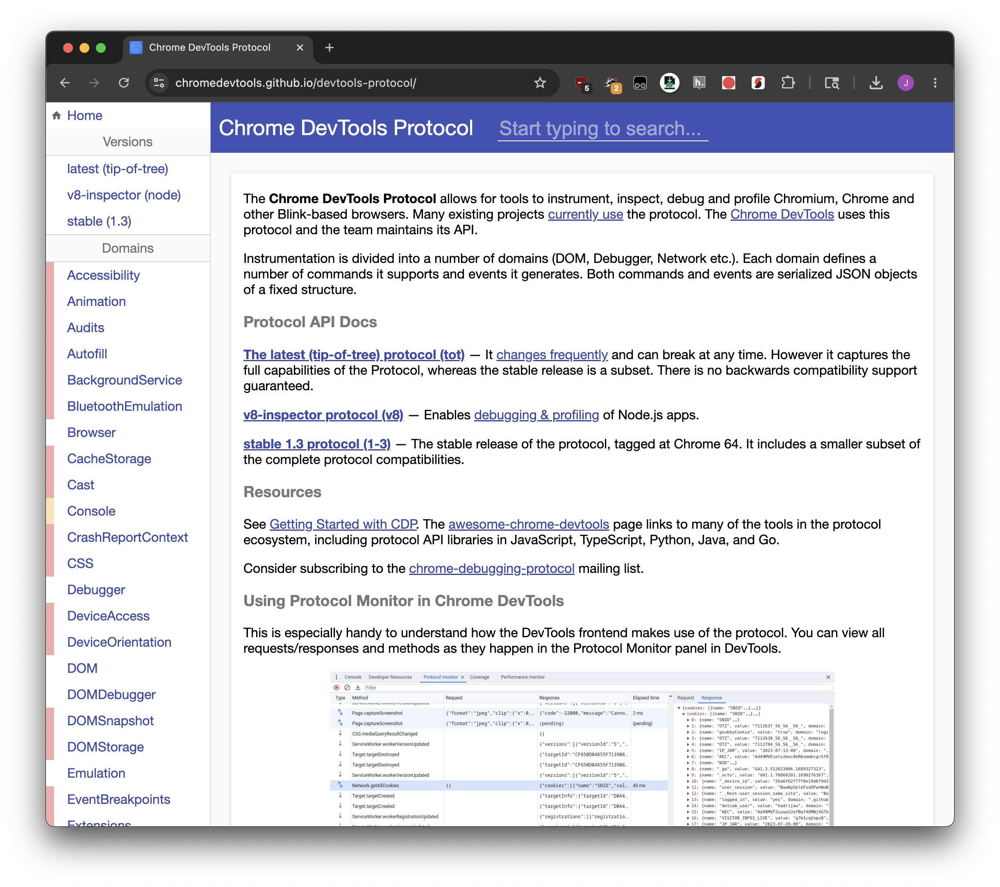 Chrome DevTools Protocol
chromedevtools.github.io/devtools-protocol/
5
2
h.
PDF
J
Home
Versions
latest (tip-of-tree)
v8-inspector (node)
stable (1.3)
Domains
Accessibility
Animation
Audits
Autofill
BackgroundService
BluetoothEmulation
Browser
CacheStorage
Cast
Console
CrashReportContext
CSS
Debugger
DeviceAccess
DeviceOrientation
DOM
DOMDebugger
DOMSnapshot
DOMStorage
Emulation
EventBreakpoints
Extensions
Chrome DevTools Protocol
Start typing to search...
The Chrome DevTools Protocol allows for tools to instrument, inspect, debug and profile Chromium, Chrome and
other Blink-based browsers. Many existing projects currently use the protocol. The Chrome DevTools uses this
protocol and the team maintains its API.
Instrumentation is divided into a number of domains (DOM, Debugger, Network etc.). Each domain defines a
number of commands it supports and events it generates. Both commands and events are serialized JSON objects
of a fixed structure.
Protocol API Docs
The latest (tip-of-tree) protocol (tot) — It changes frequently and can break at any time. However it captures the
full capabilities of the Protocol, whereas the stable release is a subset. There is no backwards compatibility support
guaranteed.
v8-inspector protocol (v8) — Enables debugging & profiling of Node.js apps.
stable 1.3 protocol (1-3) — The stable release of the protocol, tagged at Chrome 64. It includes a smaller subset of
the complete protocol compatibilities.
Resources
See Getting Started with CDP. The awesome-chrome-devtools page links to many of the tools in the protocol
ecosystem, including protocol API libraries in JavaScript, TypeScript, Python, Java, and Go.
Consider subscribing to the chrome-debugging-protocol mailing list.
Using Protocol Monitor in Chrome DevTools
This is especially handy to understand how the DevTools frontend makes use of the protocol. You can view all
requests/responses and methods as they happen in the Protocol Monitor panel in DevTools.
Console Developer Resources Protocol monitor Coverage Performance monitor
Filter
Type Method Request Response Elapsed time
ServiceWorker.workerVersionUpdated
Page.captureScreenshot {"format":"jpeg","clip":{"x":0,... {"code":-32000,"message":"Canno... 2 ms
Page.captureScreenshot {"format":"jpeg","clip":{"x":0,... (pending) (pending)
CSS.mediaQueryResultChanged {}
ServiceWorker.workerVersionUpdated {"versions":[{"versionId":"5","...
Target.targetDestroyed {"targetId":"CF650D04855F713908...
Target.targetDestroyed {"targetId":"CF650D04855F713908...
ServiceWorker.workerVersionUpdated {"versions":[{"versionId":"5","...
Network.getAllCookies {} {"cookies":[{"name":"SNID","val... 43 ms
Target.targetCreated {"targetInfo":{"targetId":"D0A4...
Target.targetCreated {"targetInfo":{"targetId":"D0A4...
ServiceWorker.workerRegistrationUpdated {"registrations":[{"registratio...
Request Response
{cookies: [{name: "SNID",…},…]}
cookies: [{name: "SNID",…},…]
0: {name: "SNID",…}
1: {name: "OTZ", value: "7112637_56_56__56_", domain:
2: {name: "gnubbyCookie", value: "true", domain: "logi
3: {name: "OTZ", value: "7112638_56_56__56_", domain:
4: {name: "OTZ", value: "7112704_56_56__56_", domain:
5: {name: "1P_JAR", value: "2023-07-13-08", domain: ".
6: {name: "AEC", value: "Ad49MVEsets2moc0kRAxmmbcgrSf0
7: {name: "NID",…}
8: {name: "_ga", value: "GA1.3.512623406.1689327323",
9: {name: "_octo", value: "GH1.1.76868201.1690276367",
10: {name: "_device_id", value: "35a6f62f77f8e19d6f9d3
11: {name: "user_session", value: "BowKpSblkFzdXFwhWnB
12: {name: "__Host-user_session_same_site", value: "Bo
13: {name: "logged_in", value: "yes", domain: ".github
14: {name: "dotcom_user", value: "hadrijau", domain: "
15: {name: "AEC", value: "Ad49MVF2uzwyUJofBqf4OMNjVGTb
16: {name: "VISITOR_INFO1_LIVE", value: "g7m1cq2opvQ",
17: {name: "1P_JAR", value: "2023-07-28-08", domain: "